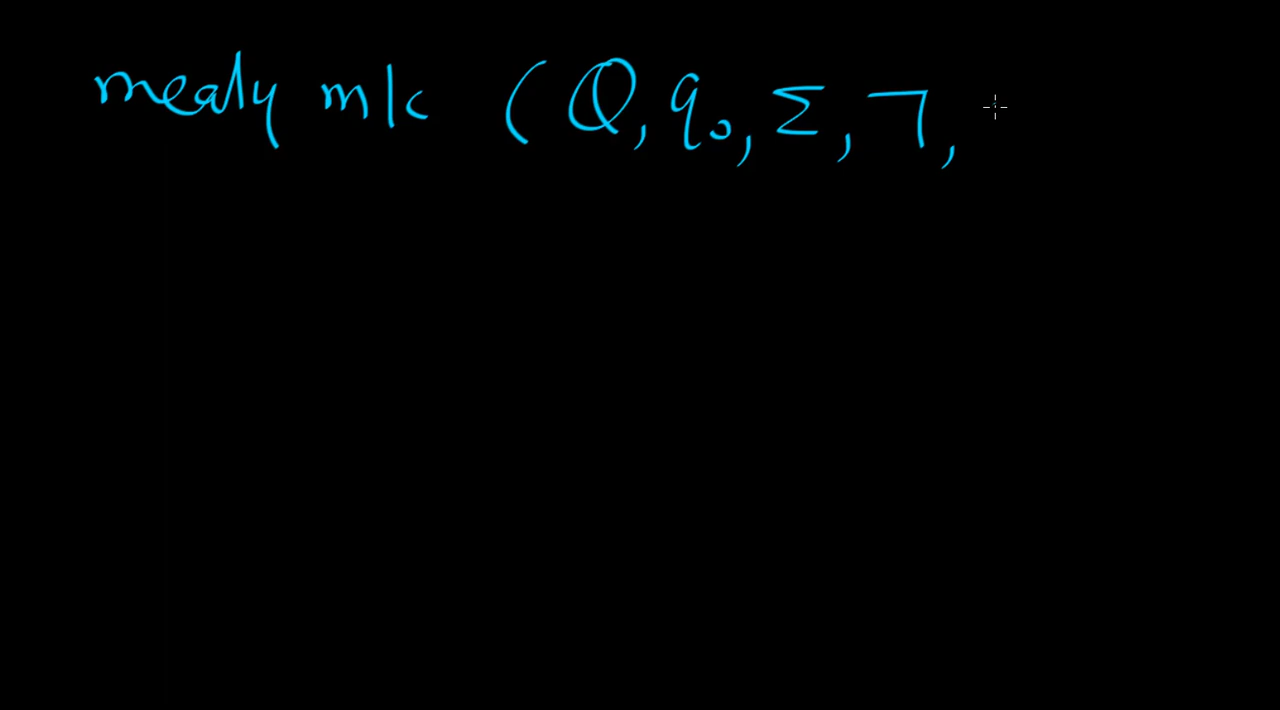 mealy m/c (Q, q₀, Σ, ㄱ,